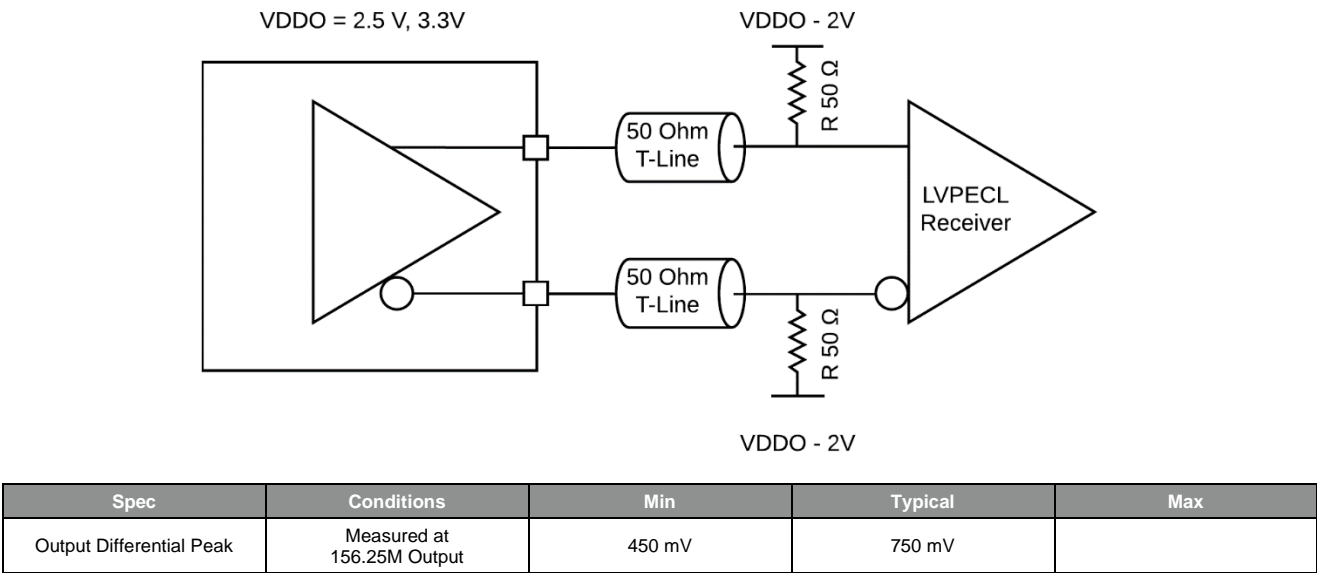 VDDO = 2.5 V, 3.3V
VDDO - 2V
R 50 Ω
50 Ohm
T-Line
LVPECL
Receiver
50 Ohm
T-Line
R 50 Ω
VDDO - 2V
Spec Conditions Min Typical Max
Output Differential Peak Measured at 156.25M Output 450 mV 750 mV